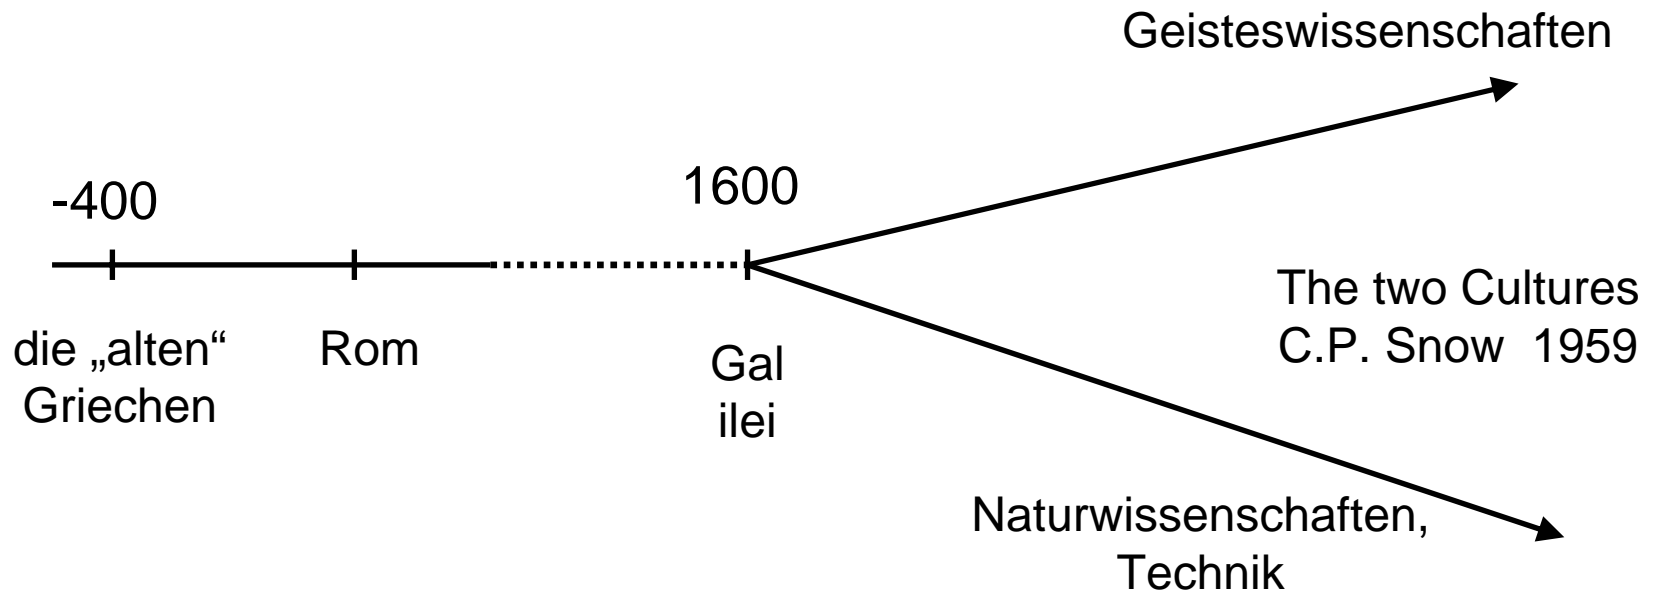 Geisteswissenschaften
-400
1600
die „alten“
Griechen
Rom
Gal
ilei
The two Cultures
C.P. Snow 1959
Naturwissenschaften,
Technik